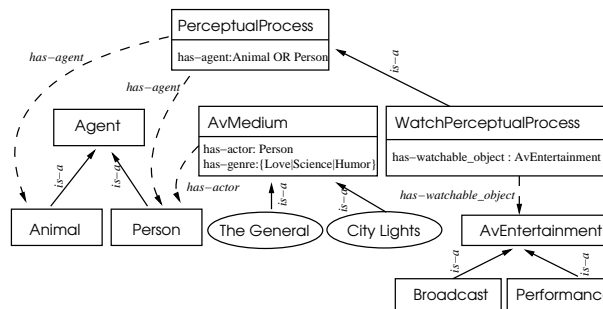 PerceptualProcess
has-agent:Animal OR Person
has-agent
has-agent
is-a
Agent
AvMedium
has-actor: Person
has-genre:{Love|Science|Humor}
WatchPerceptualProcess
has-watchable_object : AvEntertainment
is-a
is-a
has-actor
is-a
is-a
has-watchable_object
Animal
Person
The General
City Lights
AvEntertainment
is-a
is-a
Broadcast
Performance